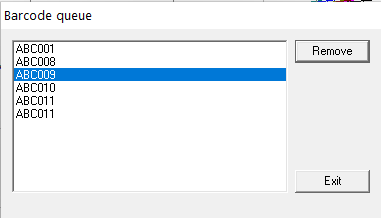 Barcode queue
ABC001
ABC008
ABC009
ABC010
ABC011
ABC011
Remove
Exit